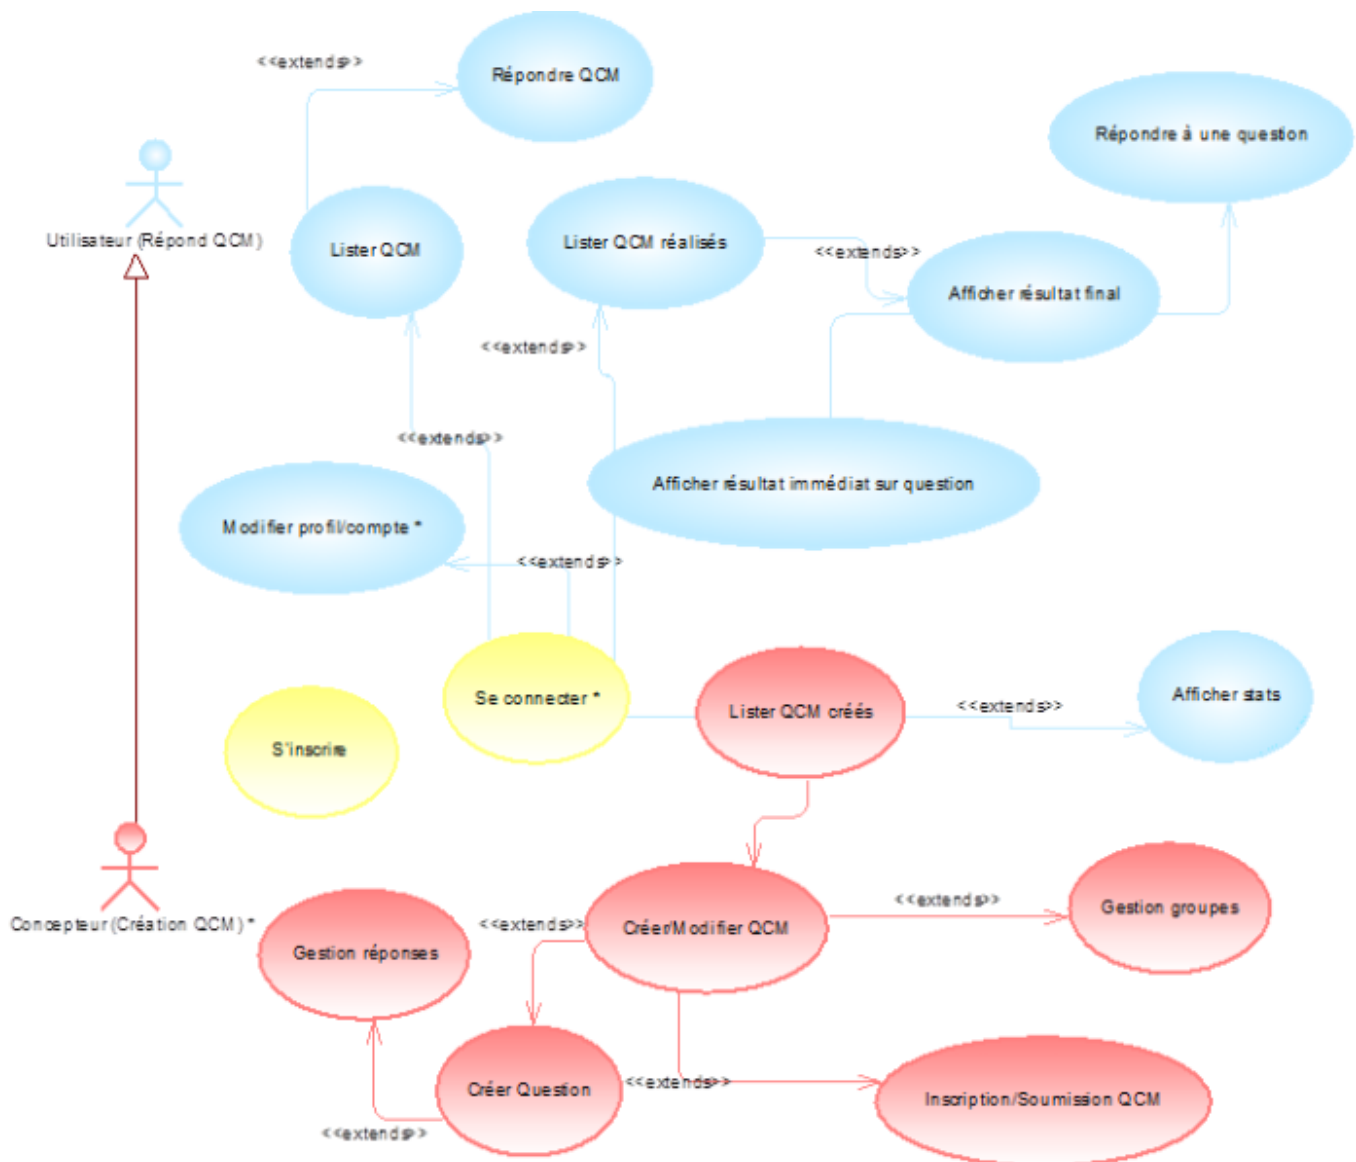 <<extends>>
Répondre QCM
Répondre à une question
Utilisateur (Répond QCM)
Lister QCM
Lister QCM réalisés
<<extends>>
Afficher résultat final
<<extends>>
<<extends>>
Afficher résultat immédiat sur question
Modifier profil/compte *
<<extends>>
Se connecter *
Lister QCM créés
<<extends>>
Afficher stats
S'inscrire
Concepteur (Création QCM) *
Gestion réponses
<<extends>>
Créer/Modifier QCM
<<extends>>
Gestion groupes
Créer Question
<<extends>>
Inscription/Soumission QCM
<<extends>>